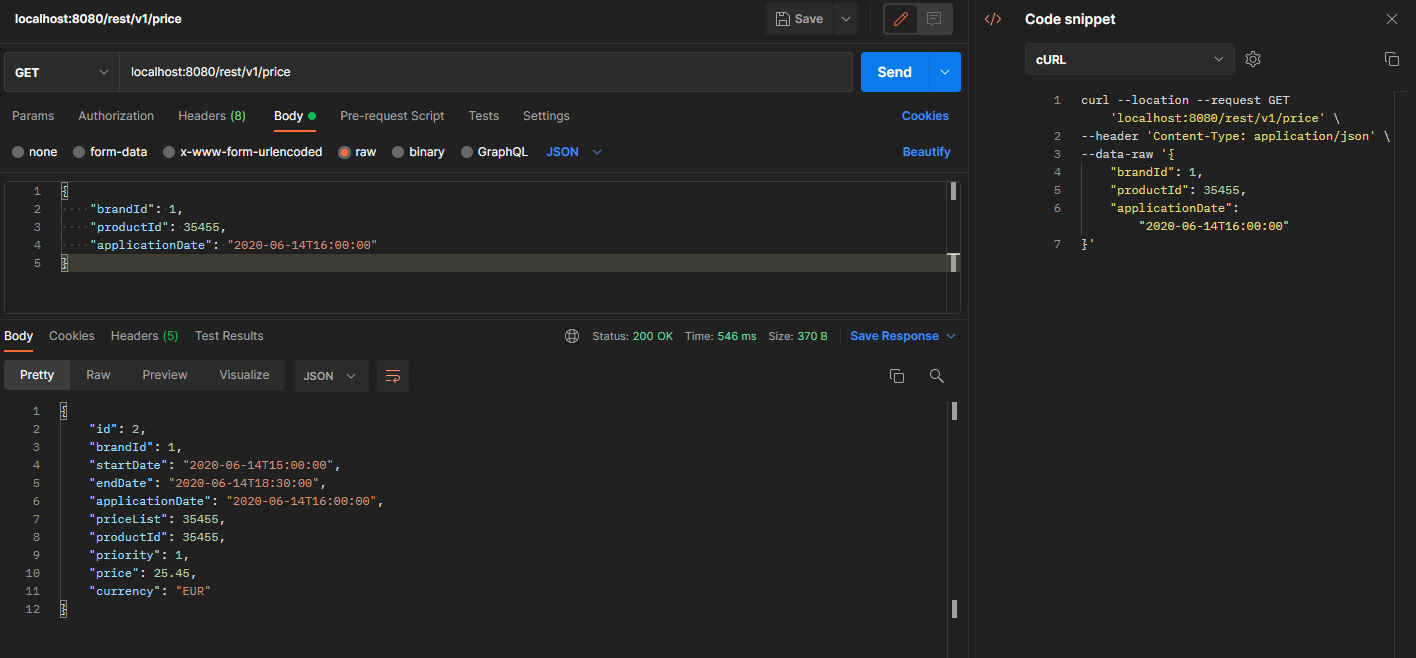 localhost:8080/rest/v1/price
Save
GET
localhost:8080/rest/v1/price
Send
Params Authorization Headers (8) Body Pre-request Script Tests Settings Cookies
none form-data x-www-form-urlencoded raw binary GraphQL JSON Beautify
1 {
2 ····"brandId":·1,
3 ····"productId":·35455,
4 ····"applicationDate":·"2020-06-14T16:00:00"
5 }
Body Cookies Headers (5) Test Results Status: 200 OK Time: 546 ms Size: 370 B Save Response
Pretty Raw Preview Visualize JSON
1 {
2 "id": 2,
3 "brandId": 1,
4 "startDate": "2020-06-14T15:00:00",
5 "endDate": "2020-06-14T18:30:00",
6 "applicationDate": "2020-06-14T16:00:00",
7 "priceList": 35455,
8 "productId": 35455,
9 "priority": 1,
10 "price": 25.45,
11 "currency": "EUR"
12 }
</> Code snippet
cURL
1 curl --location --request GET
'localhost:8080/rest/v1/price' \
2 --header 'Content-Type: application/json' \
3 --data-raw '{
4 "brandId": 1,
5 "productId": 35455,
6 "applicationDate":
"2020-06-14T16:00:00"
7 }'